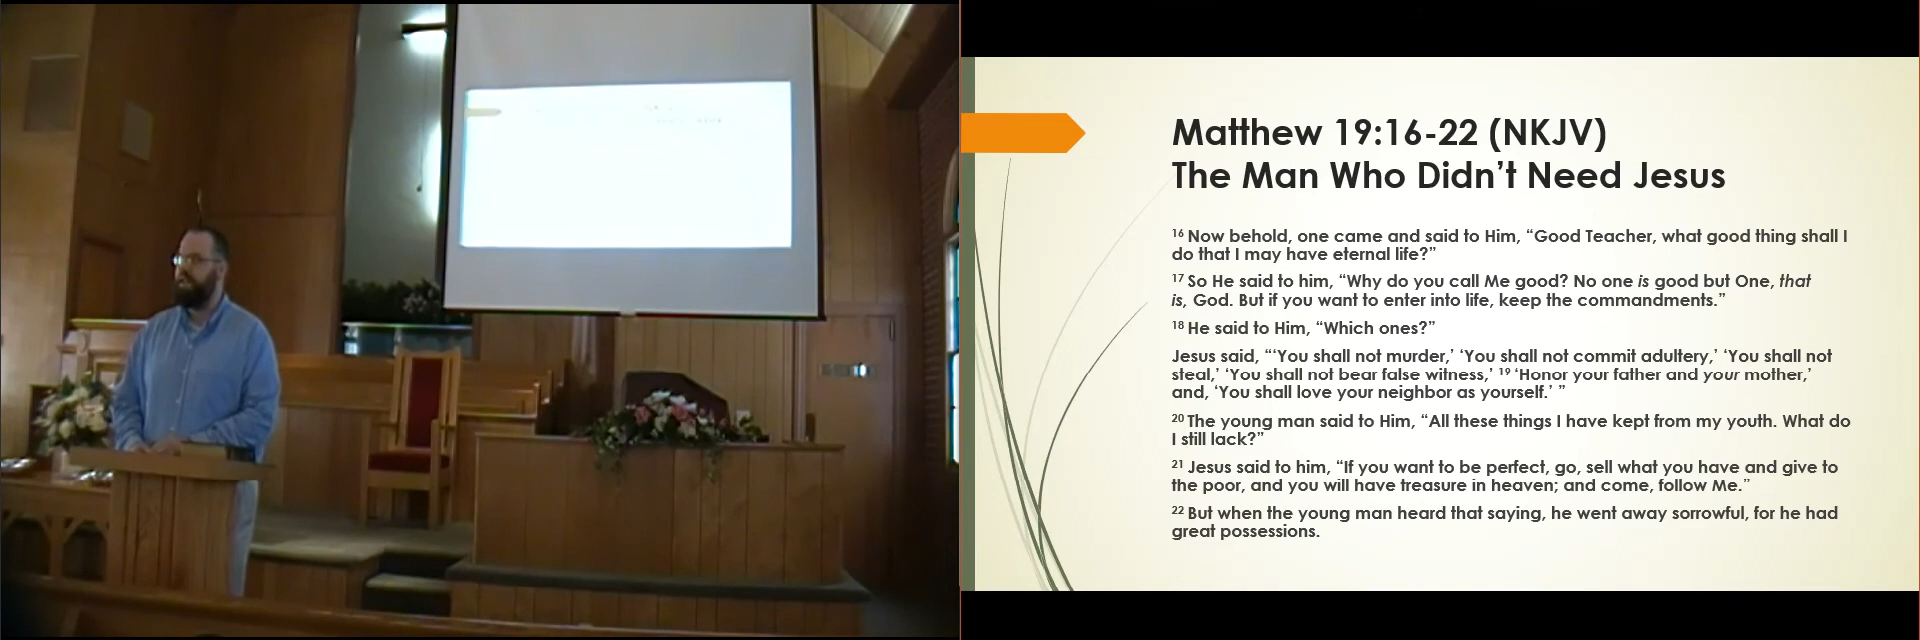 Matthew 19:16-22 (NKJV)
The Man Who Didn’t Need Jesus
16 Now behold, one came and said to Him, “Good Teacher, what good thing shall I
do that I may have eternal life?”
17 So He said to him, “Why do you call Me good? No one is good but One, that
is, God. But if you want to enter into life, keep the commandments.”
18 He said to Him, “Which ones?”
Jesus said, “‘You shall not murder,’ ‘You shall not commit adultery,’ ‘You shall not
steal,’ ‘You shall not bear false witness,’ 19 ‘Honor your father and your mother,’
and, ‘You shall love your neighbor as yourself.’ ”
20 The young man said to Him, “All these things I have kept from my youth. What do
I still lack?”
21 Jesus said to him, “If you want to be perfect, go, sell what you have and give to
the poor, and you will have treasure in heaven; and come, follow Me.”
22 But when the young man heard that saying, he went away sorrowful, for he had
great possessions.